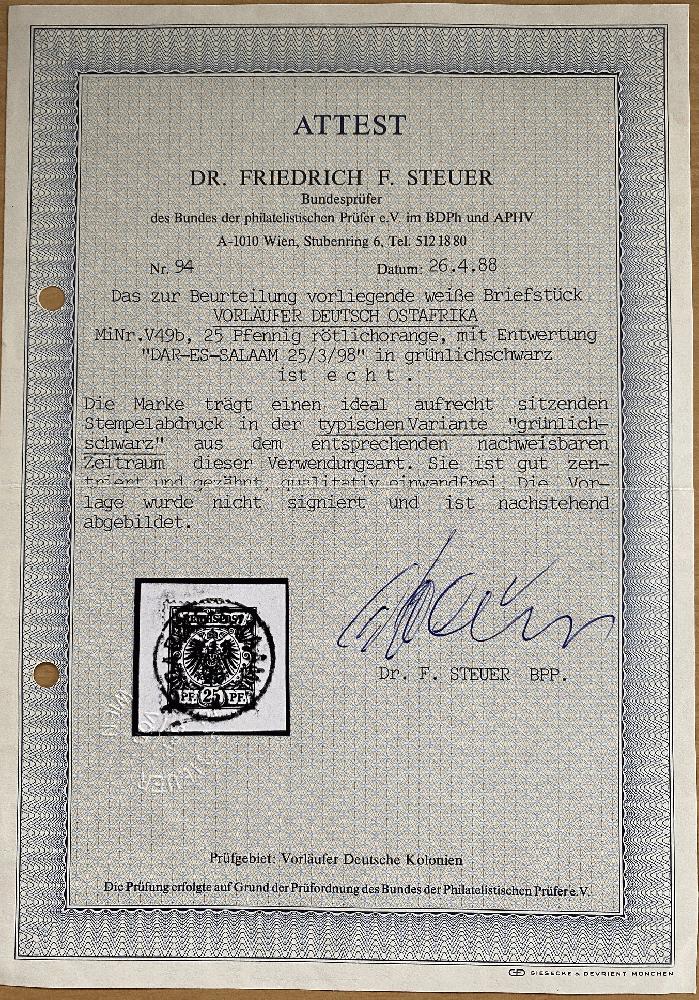 ATTEST
DR. FRIEDRICH F. STEUER
Bundesprüfer
des Bundes der philatelistischen Prüfer e.V. im BDPh und APHV
A-1010 Wien, Stubenring 6, Tel. 512 18 80
Nr. 94 Datum: 26.4.88
Das zur Beurteilung vorliegende weiße Briefstück
VORLÄUFER DEUTSCH OSTAFRIKA
MiNr.V49b, 25 Pfennig rötlichorange, mit Entwertung
"DAR-ES-SALAAM 25/3/98" in grünlichschwarz
ist echt.
Die Marke trägt einen ideal aufrecht sitzenden
Stempelabdruck in der typischen Variante "grünlich-
schwarz" aus dem entsprechenden nachweisbaren
Zeitraum dieser Verwendungsart. Sie ist gut zen-
triert und gezähnt, qualitativ einwandfrei. Die Vor-
lage wurde nicht signiert und ist nachstehend
abgebildet.
PF. 25 PF.
Dr. F. STEUER BPP.
Prüfgebiet: Vorläufer Deutsche Kolonien
Die Prüfung erfolgte auf Grund der Prüfordnung des Bundes der Philatelistischen Prüfer e.V.
GIESECKE & DEVRIENT MÜNCHEN